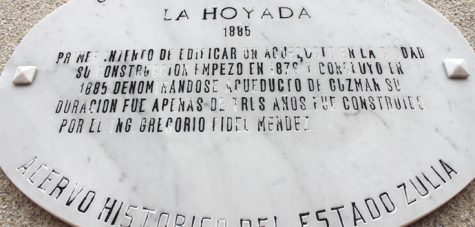 LA HOYADA
1885
PRIMER INTENTO DE EDIFICAR UN ACUEDUCTO EN LA CIUDAD
SU CONSTRUCCION EMPEZO EN 1879 Y CONCLUYO EN
1885 DENOMINANDOSE ACUEDUCTO DE GUZMAN SU
DURACION FUE APENAS DE TRES AÑOS FUE CONSTRUIDO
POR EL ING GREGORIO FIDEL MENDEZ
ACERVO HISTORICO DEL ESTADO ZULIA